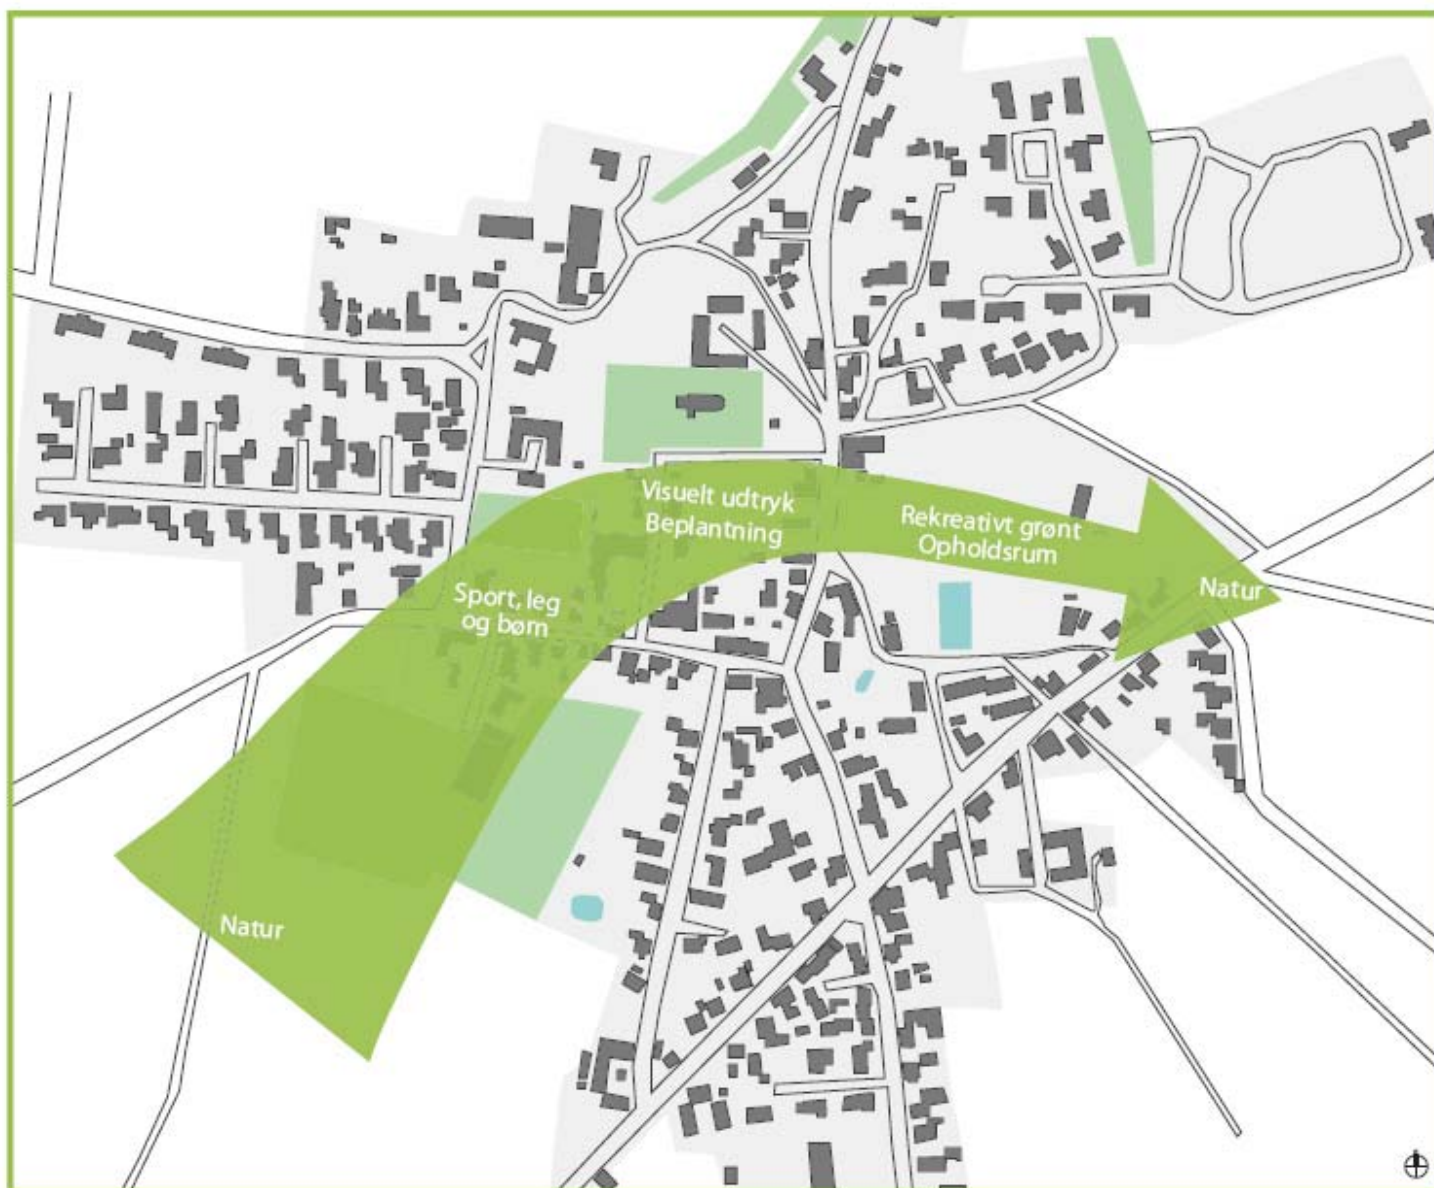 Visuelt udtryk
Beplantning
Rekreativt grønt
Opholdsrum
Sport, leg
og børn
Natur
Natur